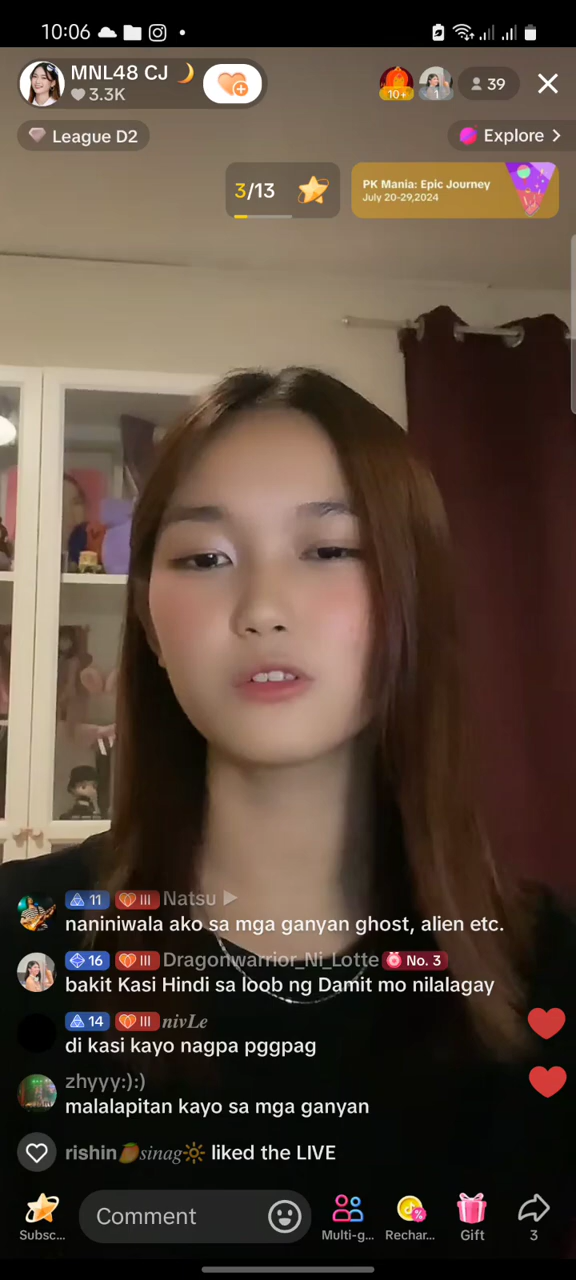 10:06
MNL48 CJ 🌙
3.3K
10+
1
39
League D2
Explore >
3/13
PK Mania: Epic Journey
July 20-29,2024
11 III Natsu
naniniwala ako sa mga ganyan ghost, alien etc.
16 III Dragonwarrior_Ni_Lotte No. 3
bakit Kasi Hindi sa loob ng Damit mo nilalagay
14 III nivLe
di kasi kayo nagpa pggpag
zhyyy:):)
malalapitan kayo sa mga ganyan
rishin🥭sinag🔆 liked the LIVE
Comment
Subsc...
Multi-g...
Rechar...
Gift
3